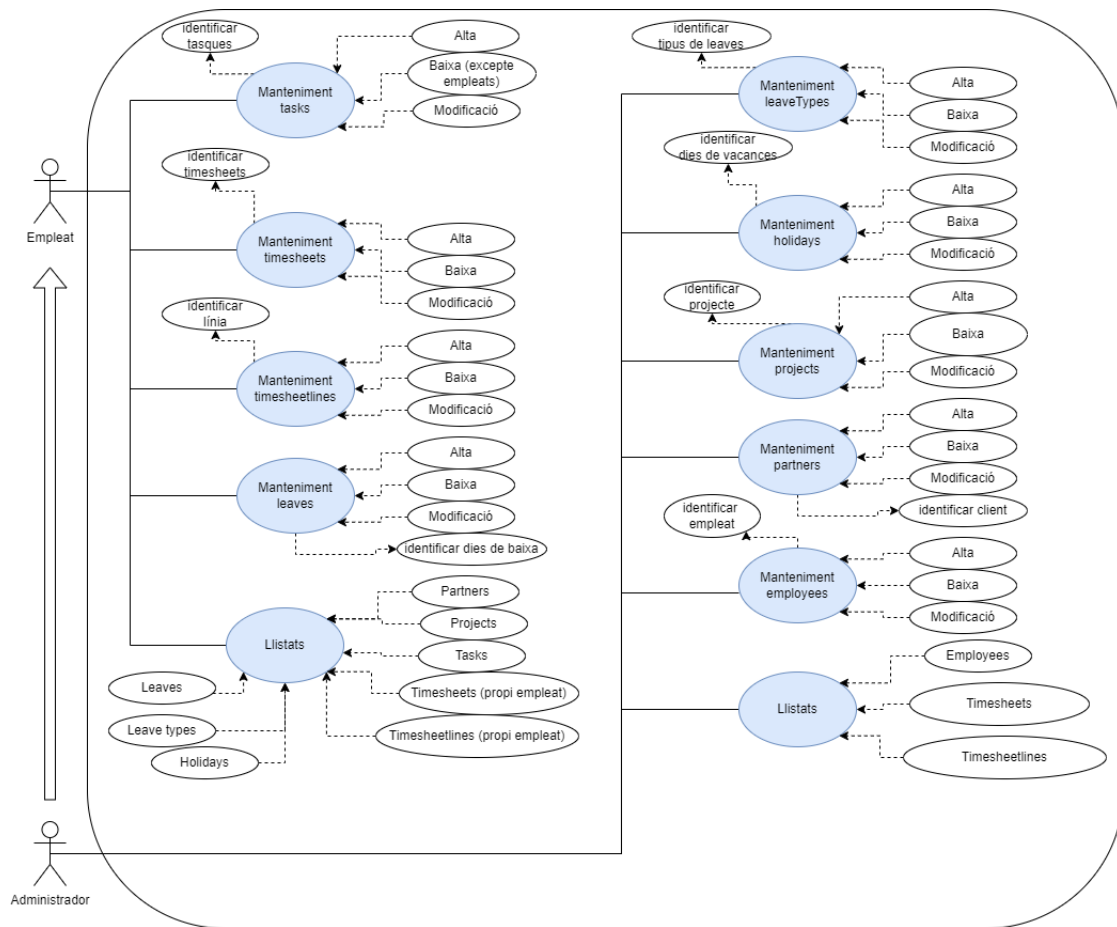 identificar
tasques
Alta
Baixa (excepte
empleats)
Modificació
Manteniment
tasks
identificar
timesheets
Empleat
Manteniment
timesheets
Alta
Baixa
Modificació
identificar
línia
Manteniment
timesheetlines
Alta
Baixa
Modificació
Manteniment
leaves
Alta
Baixa
Modificació
identificar dies de baixa
Llistats
Partners
Projects
Tasks
Timesheets (propi empleat)
Timesheetlines (propi empleat)
Leaves
Leave types
Holidays
identificar
tipus de leaves
Manteniment
leaveTypes
Alta
Baixa
Modificació
identificar
dies de vacances
Manteniment
holidays
Alta
Baixa
Modificació
identificar
projecte
Manteniment
projects
Alta
Baixa
Modificació
Manteniment
partners
Alta
Baixa
Modificació
identificar client
identificar
empleat
Manteniment
employees
Alta
Baixa
Modificació
Llistats
Employees
Timesheets
Timesheetlines
Administrador